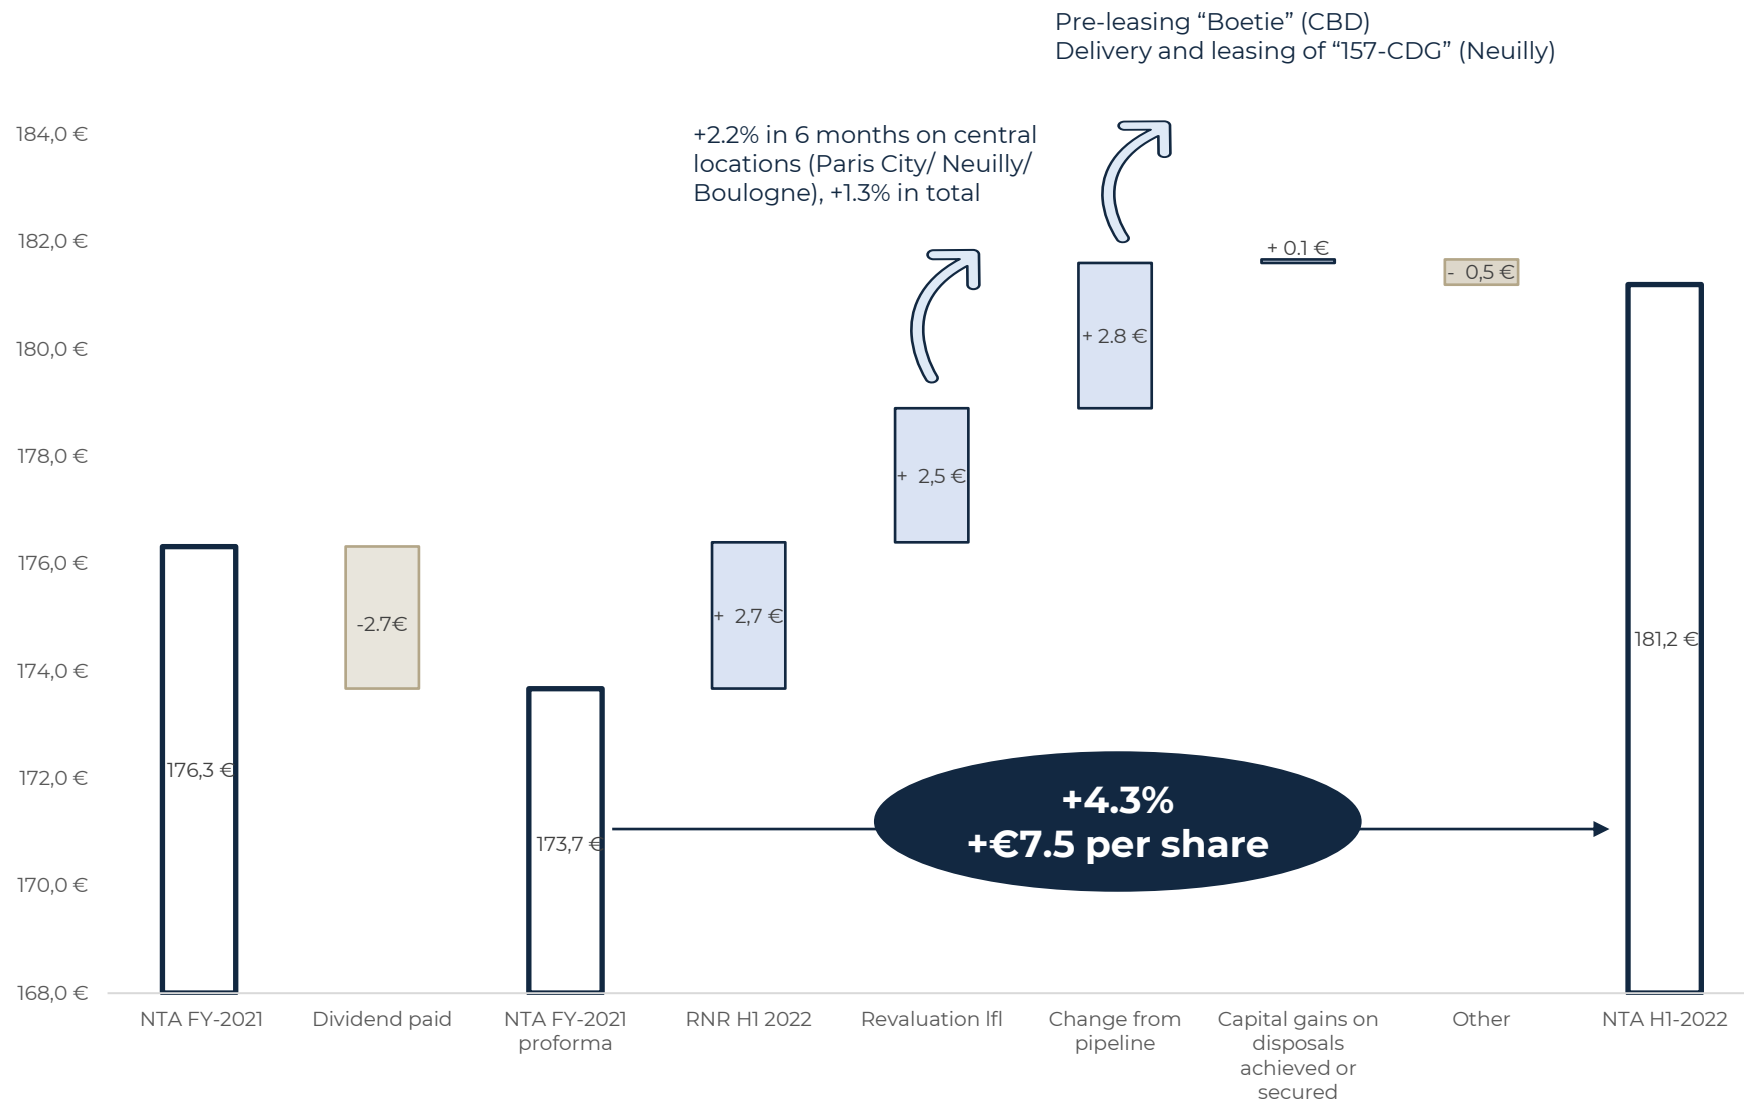 Pre-leasing “Boetie” (CBD)
Delivery and leasing of “157-CDG” (Neuilly)
+2.2% in 6 months on central
locations (Paris City/ Neuilly/
Boulogne), +1.3% in total
184,0 €
182,0 €
180,0 €
178,0 €
176,0 €
174,0 €
172,0 €
170,0 €
168,0 €
176,3 €
-2.7€
173,7 €
+ 2,7 €
+ 2,5 €
+ 2.8 €
+ 0.1 €
- 0,5 €
181,2 €
+4.3%
+€7.5 per share
NTA FY-2021
Dividend paid
NTA FY-2021
proforma
RNR H1 2022
Revaluation lfl
Change from
pipeline
Capital gains on
disposals
achieved or
secured
Other
NTA H1-2022